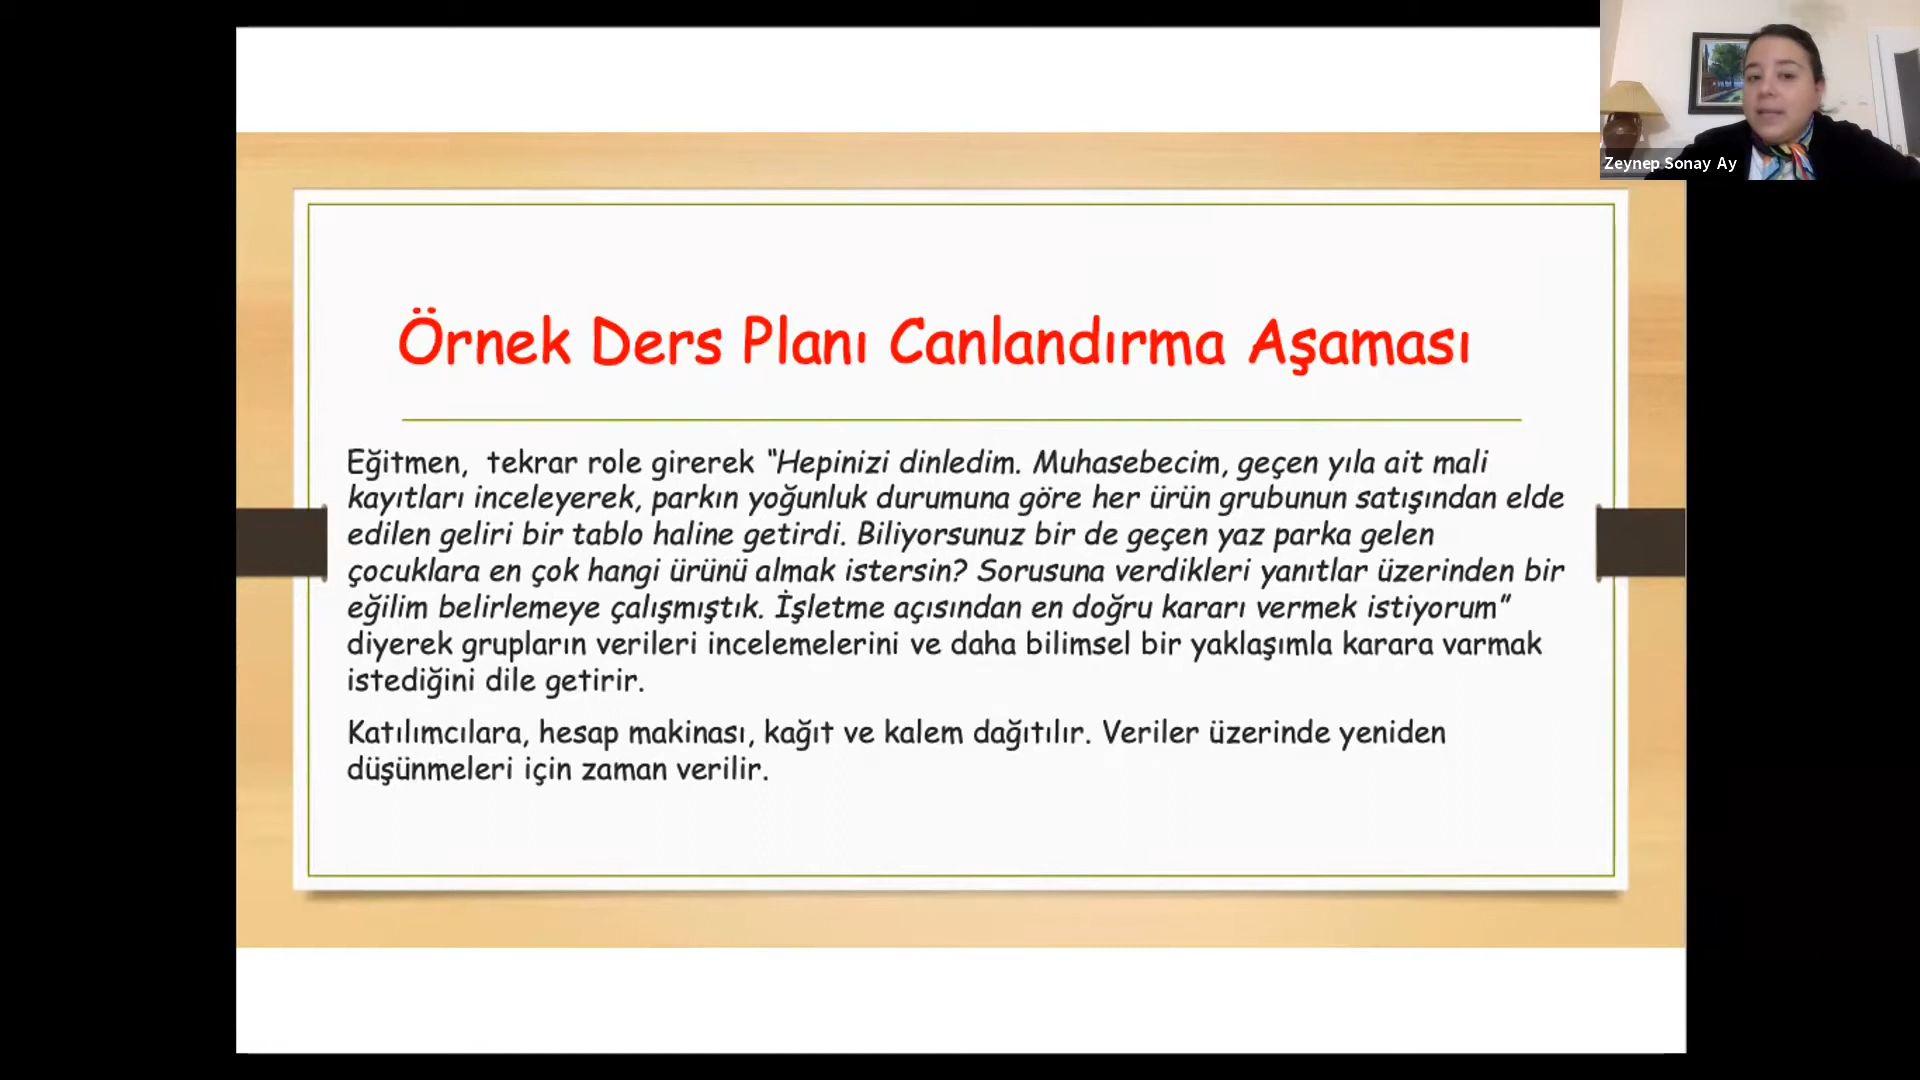 Zeynep Sonay Ay
Örnek Ders Planı Canlandırma Aşaması
Eğitmen, tekrar role girerek “Hepinizi dinledim. Muhasebecim, geçen yıla ait mali
kayıtları inceleyerek, parkın yoğunluk durumuna göre her ürün grubunun satışından elde
edilen geliri bir tablo haline getirdi. Biliyorsunuz bir de geçen yaz parka gelen
çocuklara en çok hangi ürünü almak istersin? Sorusuna verdikleri yanıtlar üzerinden bir
eğilim belirlemeye çalışmıştık. İşletme açısından en doğru kararı vermek istiyorum”
diyerek grupların verileri incelemelerini ve daha bilimsel bir yaklaşımla karara varmak
istediğini dile getirir.
Katılımcılara, hesap makinası, kağıt ve kalem dağıtılır. Veriler üzerinde yeniden
düşünmeleri için zaman verilir.